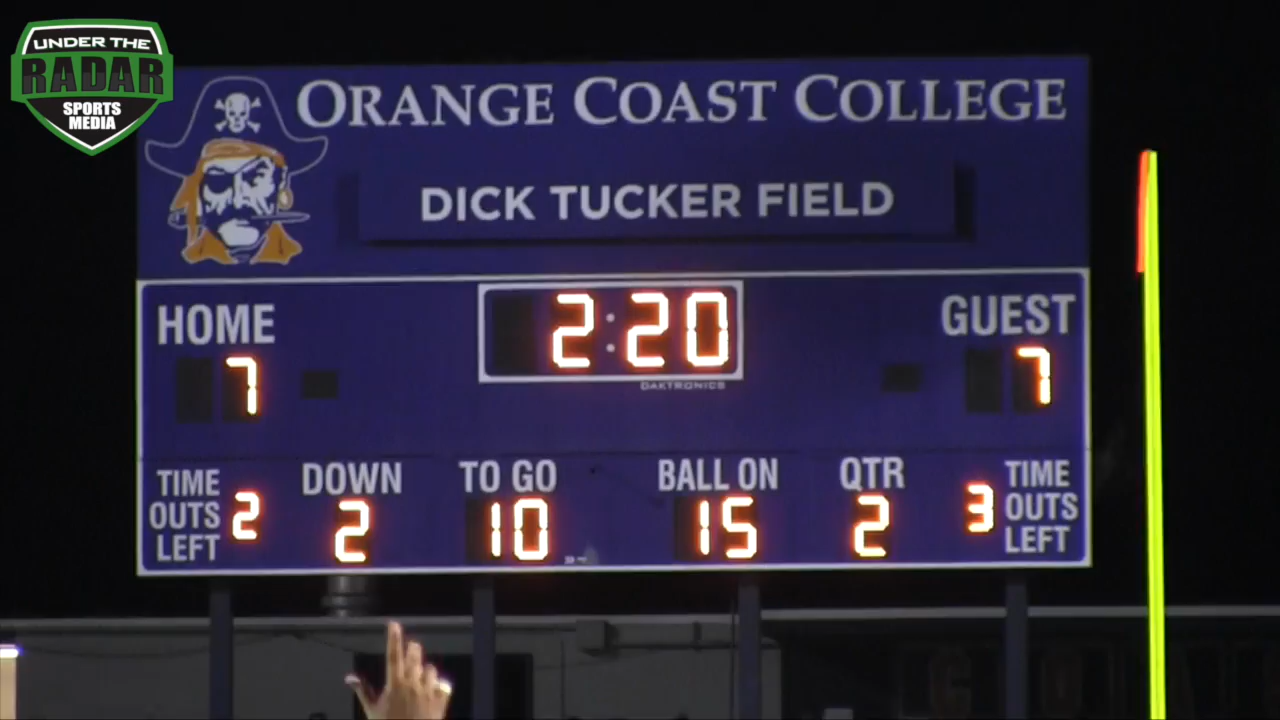 UNDER THE
RADAR
SPORTS
MEDIA
ORANGE COAST COLLEGE
DICK TUCKER FIELD
HOME
7
2:20
DAKTRONICS
GUEST
7
TIME
OUTS
LEFT
2
DOWN
2
TO GO
10
BALL ON
15
QTR
2
3
TIME
OUTS
LEFT